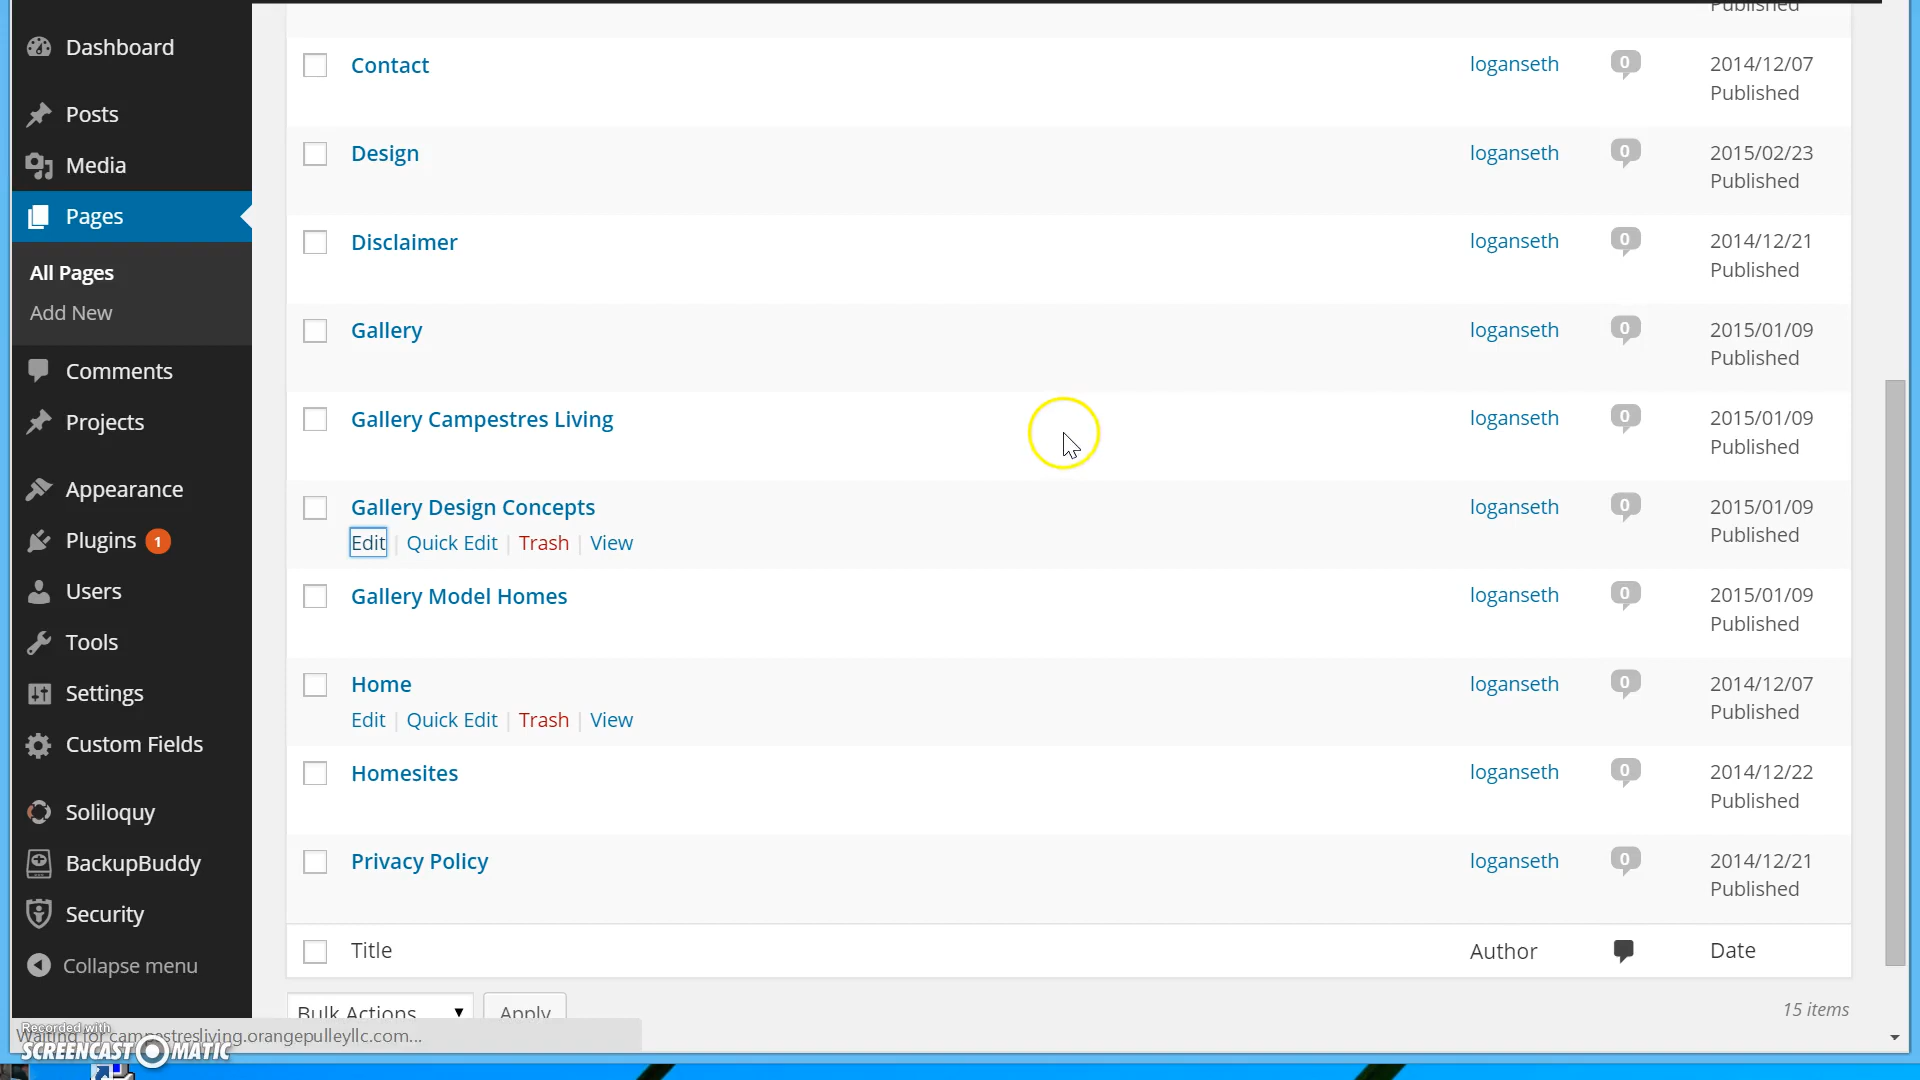 Published
Dashboard
Contact
loganseth
0
2014/12/07
Published
Posts
Design
loganseth
0
2015/02/23
Published
Media
Pages
Disclaimer
loganseth
0
2014/12/21
Published
All Pages
Add New
Gallery
loganseth
0
2015/01/09
Published
Comments
Projects
Gallery Campestres Living
loganseth
0
2015/01/09
Published
Appearance
Gallery Design Concepts
loganseth
0
2015/01/09
Published
Edit | Quick Edit | Trash | View
Plugins 1
Users
Gallery Model Homes
loganseth
0
2015/01/09
Published
Tools
Settings
Home
loganseth
0
2014/12/07
Published
Edit | Quick Edit | Trash | View
Custom Fields
Homesites
loganseth
0
2014/12/22
Published
Soliloquy
BackupBuddy
Privacy Policy
loganseth
0
2014/12/21
Published
Security
Collapse menu
Title
Author
Date
Bulk Actions
Apply
15 items
Recorded with
Waiting for campestresliving.orangepulleyllc.com...
SCREENCAST-O-MATIC